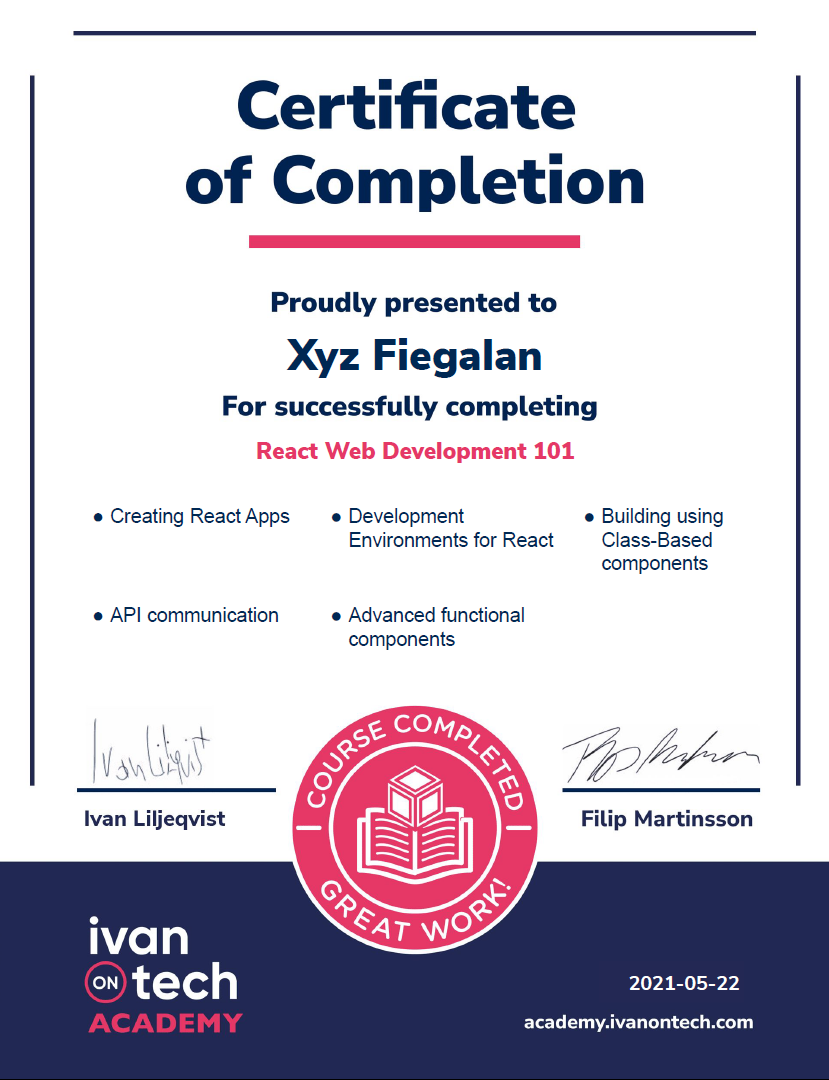 Certificate
of Completion
Proudly presented to
Xyz Fiegalan
For successfully completing
React Web Development 101
● Creating React Apps
● Development
Environments for React
● Building using
Class-Based
components
● API communication
● Advanced functional
components
Ivan Liljeqvist
Ivan Liljeqvist
Filip Martinsson
COURSE COMPLETED
GREAT WORK!
ivan
ON tech
ACADEMY
2021-05-22
academy.ivanontech.com